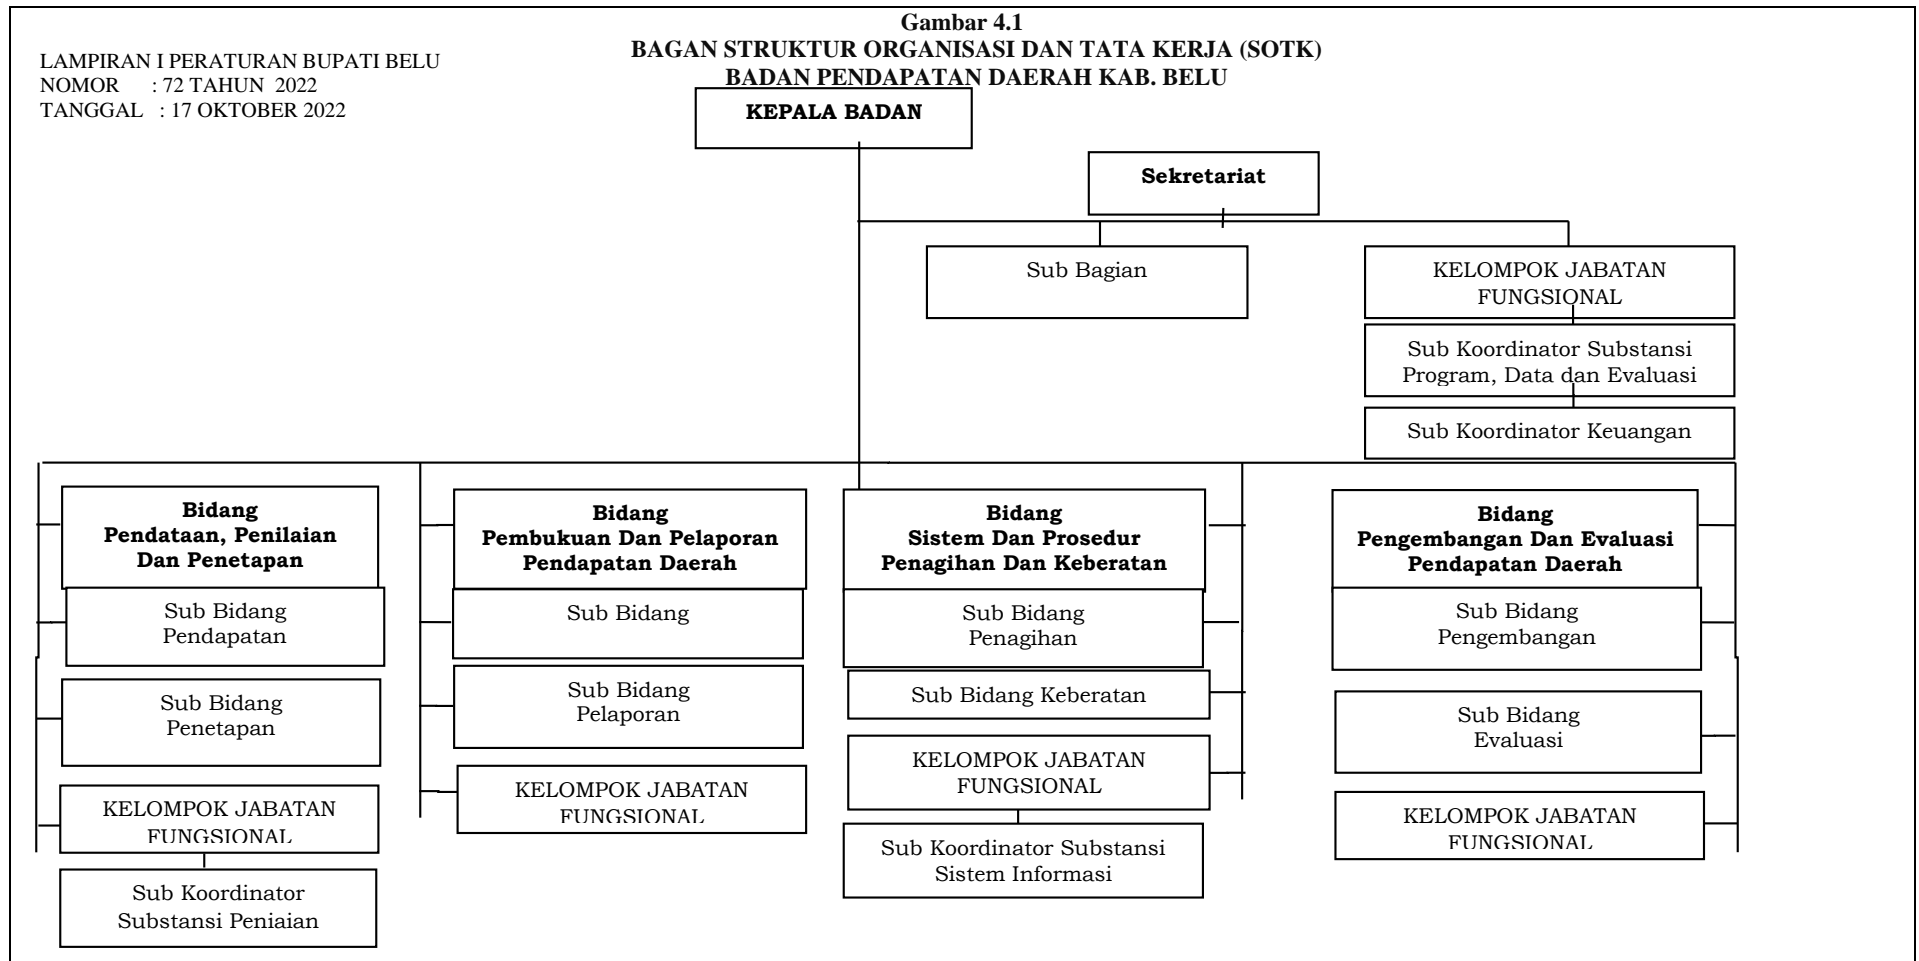 Gambar 4.1
BAGAN STRUKTUR ORGANISASI DAN TATA KERJA (SOTK)
BADAN PENDAPATAN DAERAH KAB. BELU
LAMPIRAN I PERATURAN BUPATI BELU
NOMOR : 72 TAHUN 2022
TANGGAL : 17 OKTOBER 2022
KEPALA BADAN
Sekretariat
Sub Bagian
KELOMPOK JABATAN
FUNGSIONAL
Sub Koordinator Substansi
Program, Data dan Evaluasi
Sub Koordinator Keuangan
Bidang
Pendataan, Penilaian
Dan Penetapan
Sub Bidang
Pendapatan
Sub Bidang
Penetapan
KELOMPOK JABATAN
FUNGSIONAL
Sub Koordinator
Substansi Peniaian
Bidang
Pembukuan Dan Pelaporan
Pendapatan Daerah
Sub Bidang
Sub Bidang
Pelaporan
KELOMPOK JABATAN
FUNGSIONAL
Bidang
Sistem Dan Prosedur
Penagihan Dan Keberatan
Sub Bidang
Penagihan
Sub Bidang Keberatan
KELOMPOK JABATAN
FUNGSIONAL
Sub Koordinator Substansi
Sistem Informasi
Bidang
Pengembangan Dan Evaluasi
Pendapatan Daerah
Sub Bidang
Pengembangan
Sub Bidang
Evaluasi
KELOMPOK JABATAN
FUNGSIONAL